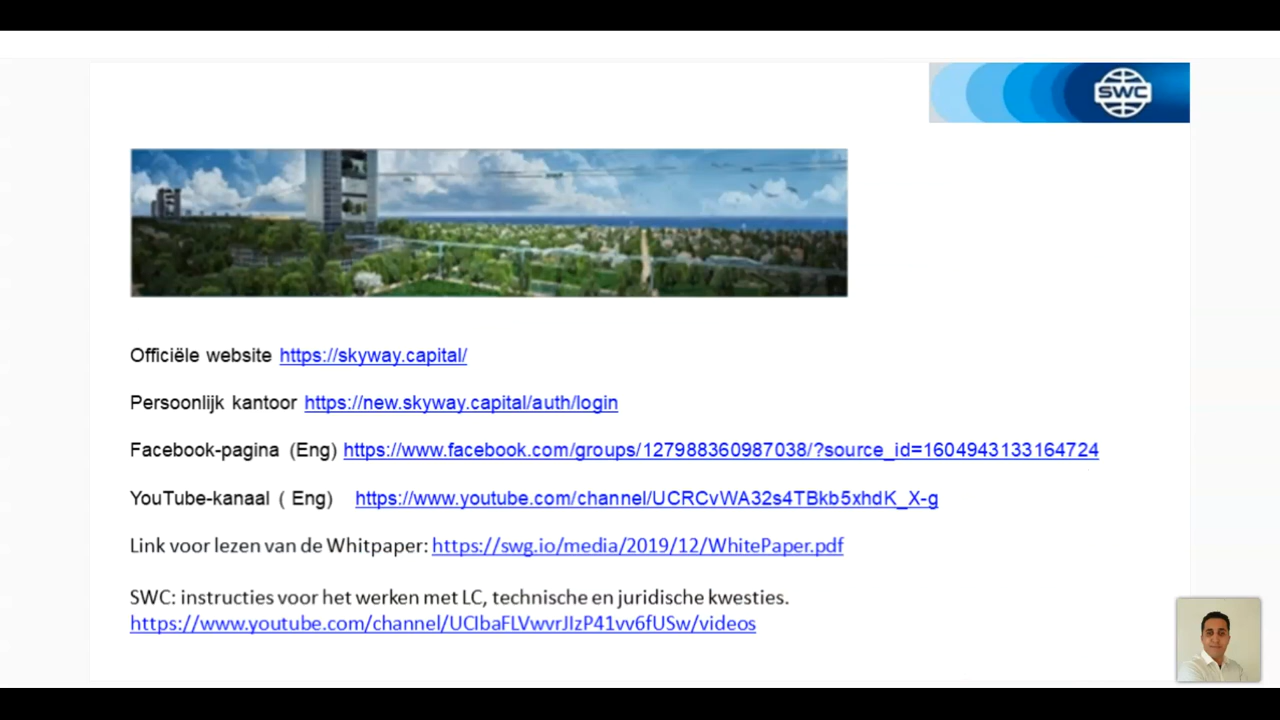 SWC
Officiële website https://skyway.capital/
Persoonlijk kantoor https://new.skyway.capital/auth/login
Facebook-pagina (Eng) https://www.facebook.com/groups/127988360987038/?source_id=1604943133164724
YouTube-kanaal ( Eng) https://www.youtube.com/channel/UCRCvWA32s4TBkb5xhdK_X-g
Link voor lezen van de Whitpaper: https://swg.io/media/2019/12/WhitePaper.pdf
SWC: instructies voor het werken met LC, technische en juridische kwesties.
https://www.youtube.com/channel/UCIbaFLVwvrJIzP41vv6fUSw/videos